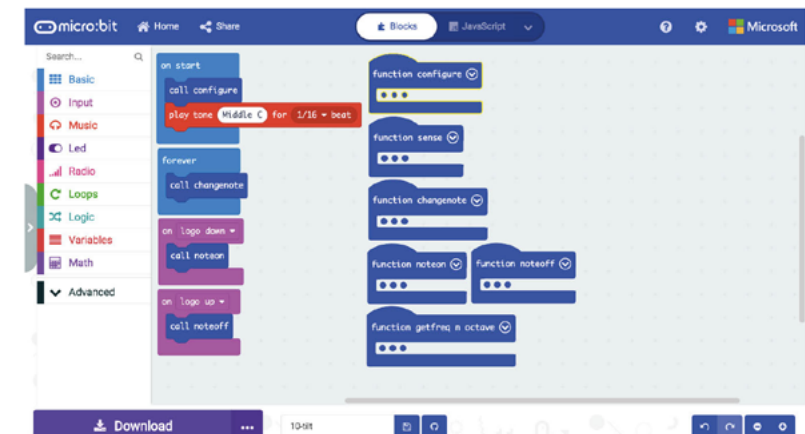 micro:bit Home Share Blocks JavaScript Microsoft
Search...
Basic
Input
Music
Led
Radio
Loops
Logic
Variables
Math
Advanced
on start
call configure
play tone Middle C for 1/16 beat
forever
call changenote
on logo down
call noteon
on logo up
call noteoff
function configure
function sense
function changenote
function noteon
function noteoff
function getfreq n octave
Download ... 10-tilt